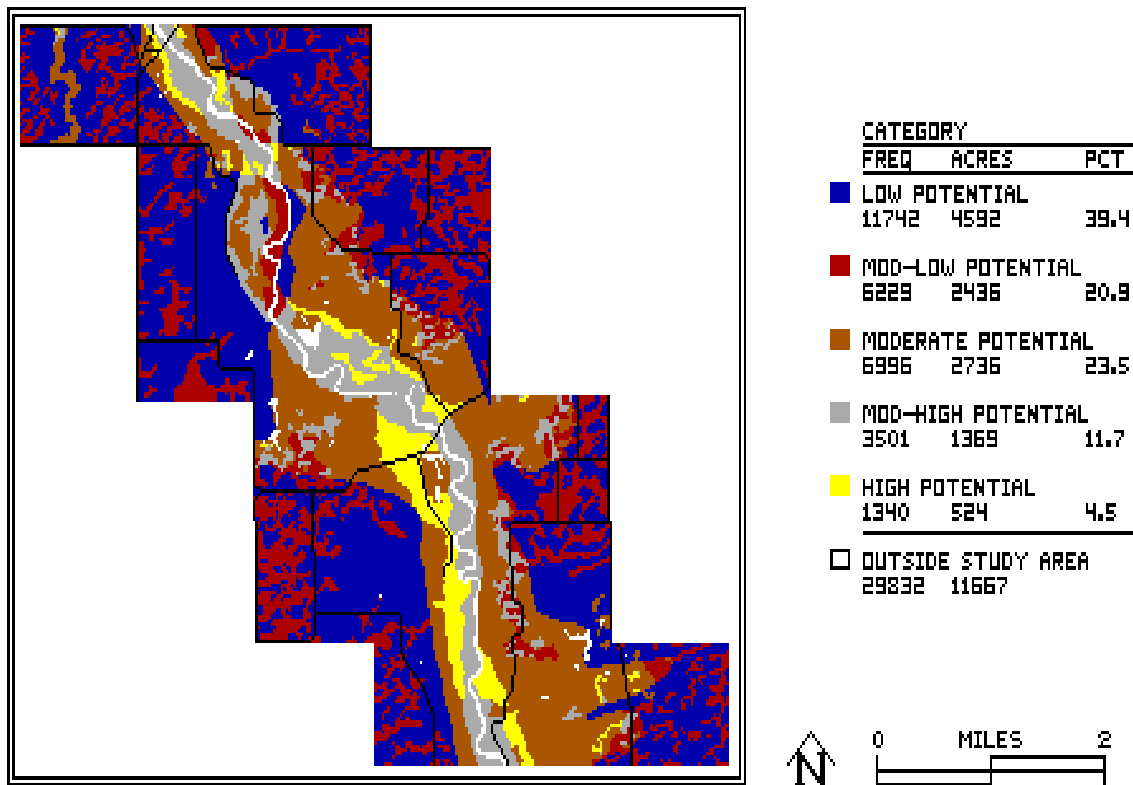 CATEGORY
FREQ ACRES PCT
LOW POTENTIAL
11742 4592 39.4
MOD-LOW POTENTIAL
6229 2436 20.9
MODERATE POTENTIAL
6996 2736 23.5
MOD-HIGH POTENTIAL
3501 1369 11.7
HIGH POTENTIAL
1340 524 4.5
OUTSIDE STUDY AREA
29832 11667
0 MILES 2
N